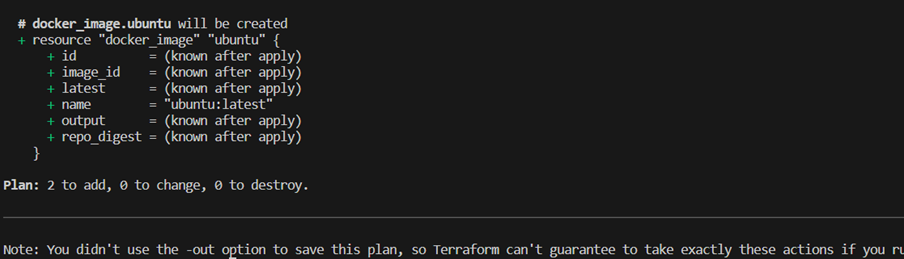 # docker_image.ubuntu will be created
+ resource "docker_image" "ubuntu" {
+ id          = (known after apply)
+ image_id    = (known after apply)
+ latest      = (known after apply)
+ name        = "ubuntu:latest"
+ output      = (known after apply)
+ repo_digest = (known after apply)
}
Plan: 2 to add, 0 to change, 0 to destroy.
Note: You didn't use the -out option to save this plan, so Terraform can't guarantee to take exactly these actions if you ru